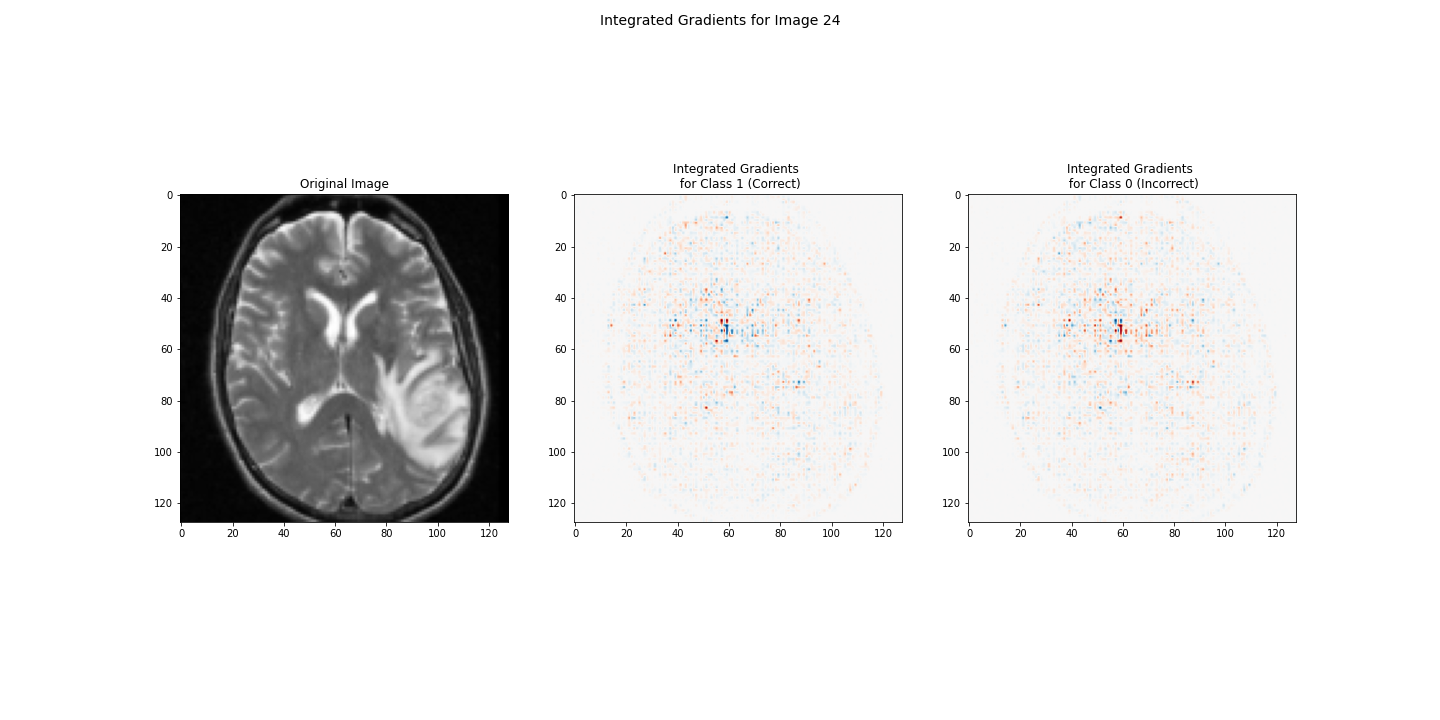 Integrated Gradients for Image 24
Original Image
0
20
40
60
80
100
120
0 20 40 60 80 100 120
Integrated Gradients
for Class 1 (Correct)
0
20
40
60
80
100
120
0 20 40 60 80 100 120
Integrated Gradients
for Class 0 (Incorrect)
0
20
40
60
80
100
120
0 20 40 60 80 100 120